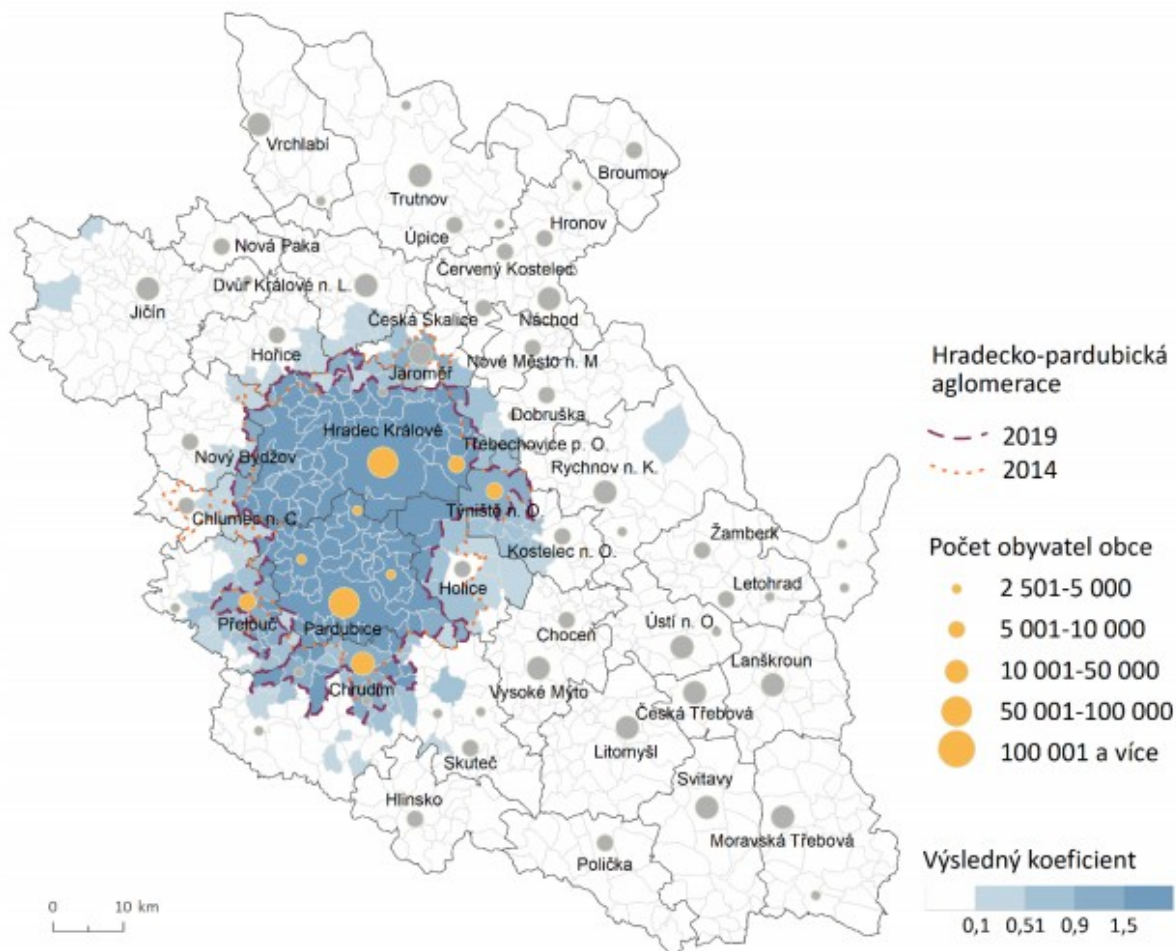 Vrchlabí
Broumov
Trutnov
Hronov
Úpice
Nová Paka
Červený Kostelec
Dvůr Králové n. L.
Jičín
Česká Skalice
Náchod
Hořice
Nové Město n. M
Jaroměř
Dobruška
Hradec Králové
Třebechovice p. O.
Nový Bydžov
Rychnov n. K.
Týniště n. O.
Chlumec n. C.
Žamberk
Kostelec n. O.
Holice
Letohrad
Přelouč
Pardubice
Choceň
Ústí n. O.
Lanškroun
Chrudim
Vysoké Mýto
Česká Třebová
Litomyšl
Skuteč
Svitavy
Hlinsko
Moravská Třebová
Polička
0 10 km
Hradecko-pardubická
aglomerace
2019
2014
Počet obyvatel obce
2 501-5 000
5 001-10 000
10 001-50 000
50 001-100 000
100 001 a více
Výsledný koeficient
0,1 0,51 0,9 1,5